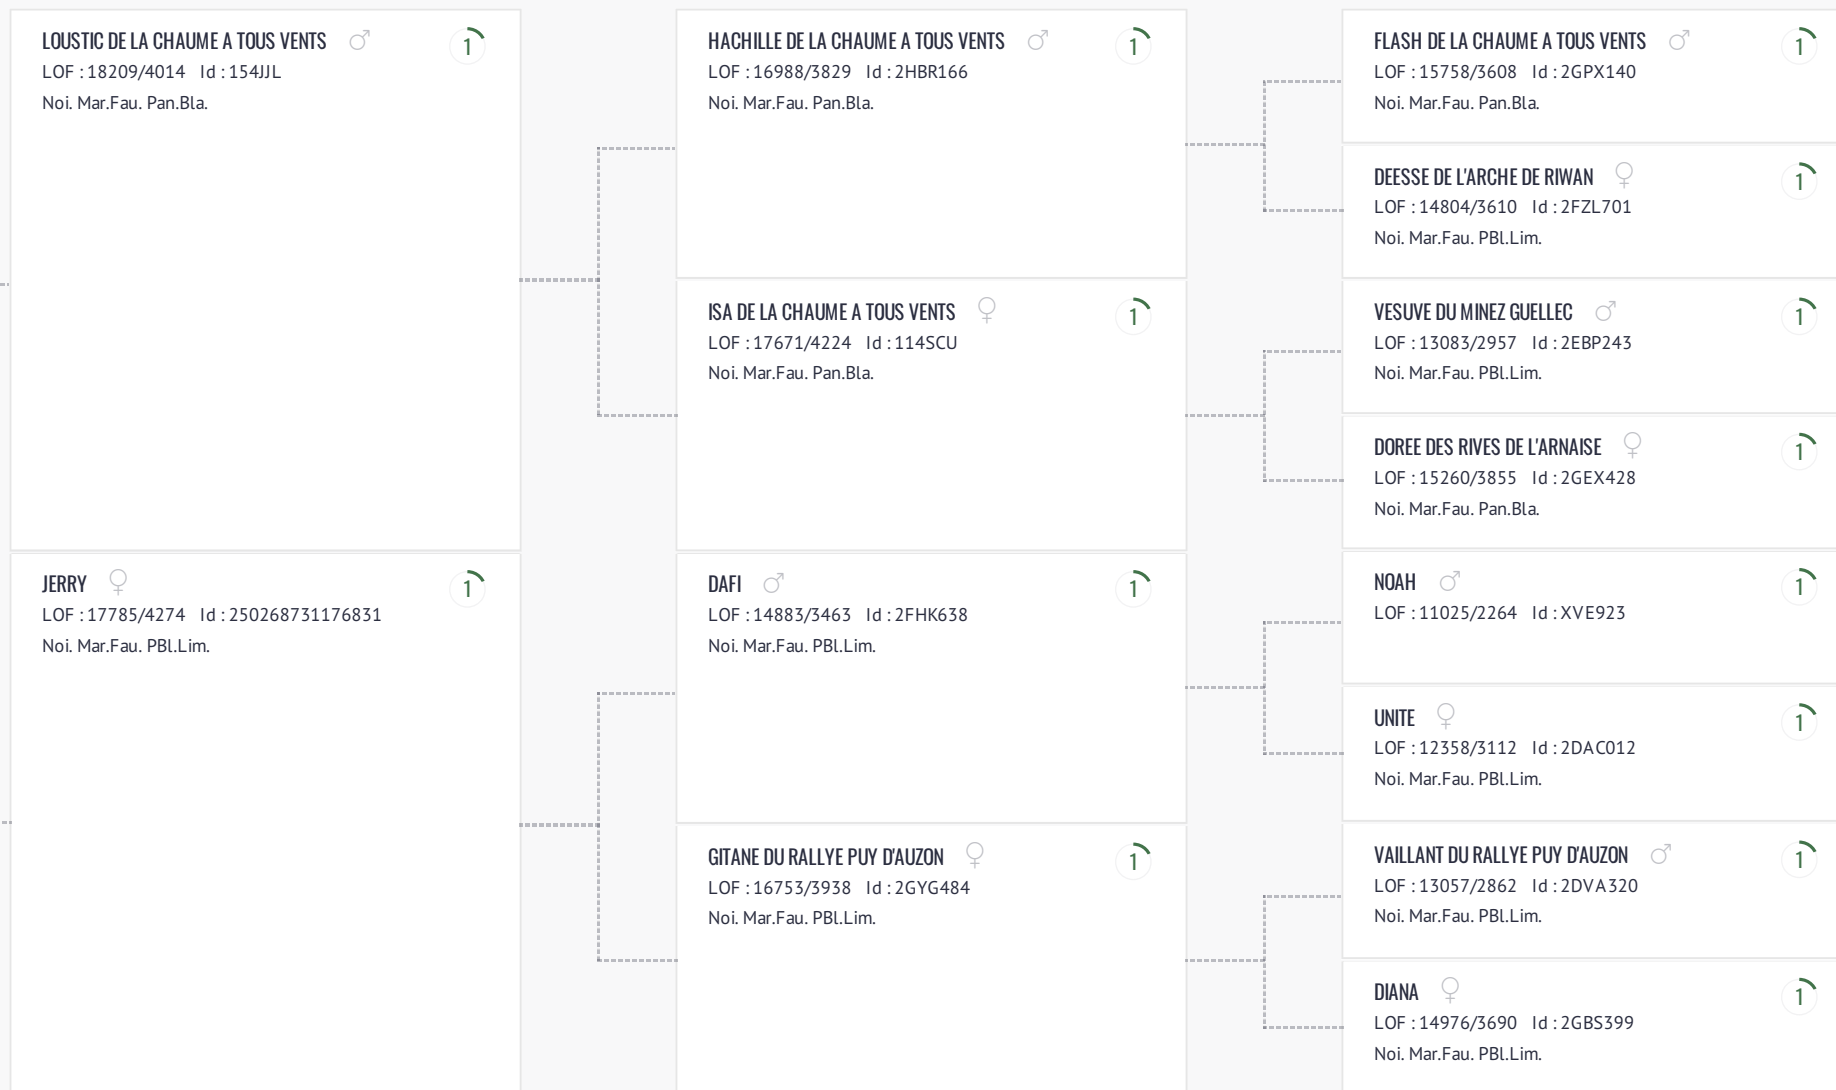 LOUSTIC DE LA CHAUME A TOUS VENTS 1
LOF : 18209/4014 Id : 154JJL
Noi. Mar.Fau. Pan.Bla.
JERRY 1
LOF : 17785/4274 Id : 250268731176831
Noi. Mar.Fau. PBl.Lim.
HACHILLE DE LA CHAUME A TOUS VENTS 1
LOF : 16988/3829 Id : 2HBR166
Noi. Mar.Fau. Pan.Bla.
ISA DE LA CHAUME A TOUS VENTS 1
LOF : 17671/4224 Id : 114SCU
Noi. Mar.Fau. Pan.Bla.
DAFI 1
LOF : 14883/3463 Id : 2FHK638
Noi. Mar.Fau. PBl.Lim.
GITANE DU RALLYE PUY D'AUZON 1
LOF : 16753/3938 Id : 2GYG484
Noi. Mar.Fau. PBl.Lim.
FLASH DE LA CHAUME A TOUS VENTS 1
LOF : 15758/3608 Id : 2GPX140
Noi. Mar.Fau. Pan.Bla.
DEESSE DE L'ARCHE DE RIWAN 1
LOF : 14804/3610 Id : 2FZL701
Noi. Mar.Fau. PBl.Lim.
VESUVE DU MINEZ GUELLEC 1
LOF : 13083/2957 Id : 2EBP243
Noi. Mar.Fau. PBl.Lim.
DOREE DES RIVES DE L'ARNAISE 1
LOF : 15260/3855 Id : 2GEX428
Noi. Mar.Fau. Pan.Bla.
NOAH 1
LOF : 11025/2264 Id : XVE923
UNITE 1
LOF : 12358/3112 Id : 2DAC012
Noi. Mar.Fau. PBl.Lim.
VAILLANT DU RALLYE PUY D'AUZON 1
LOF : 13057/2862 Id : 2DVA320
Noi. Mar.Fau. PBl.Lim.
DIANA 1
LOF : 14976/3690 Id : 2GBS399
Noi. Mar.Fau. PBl.Lim.